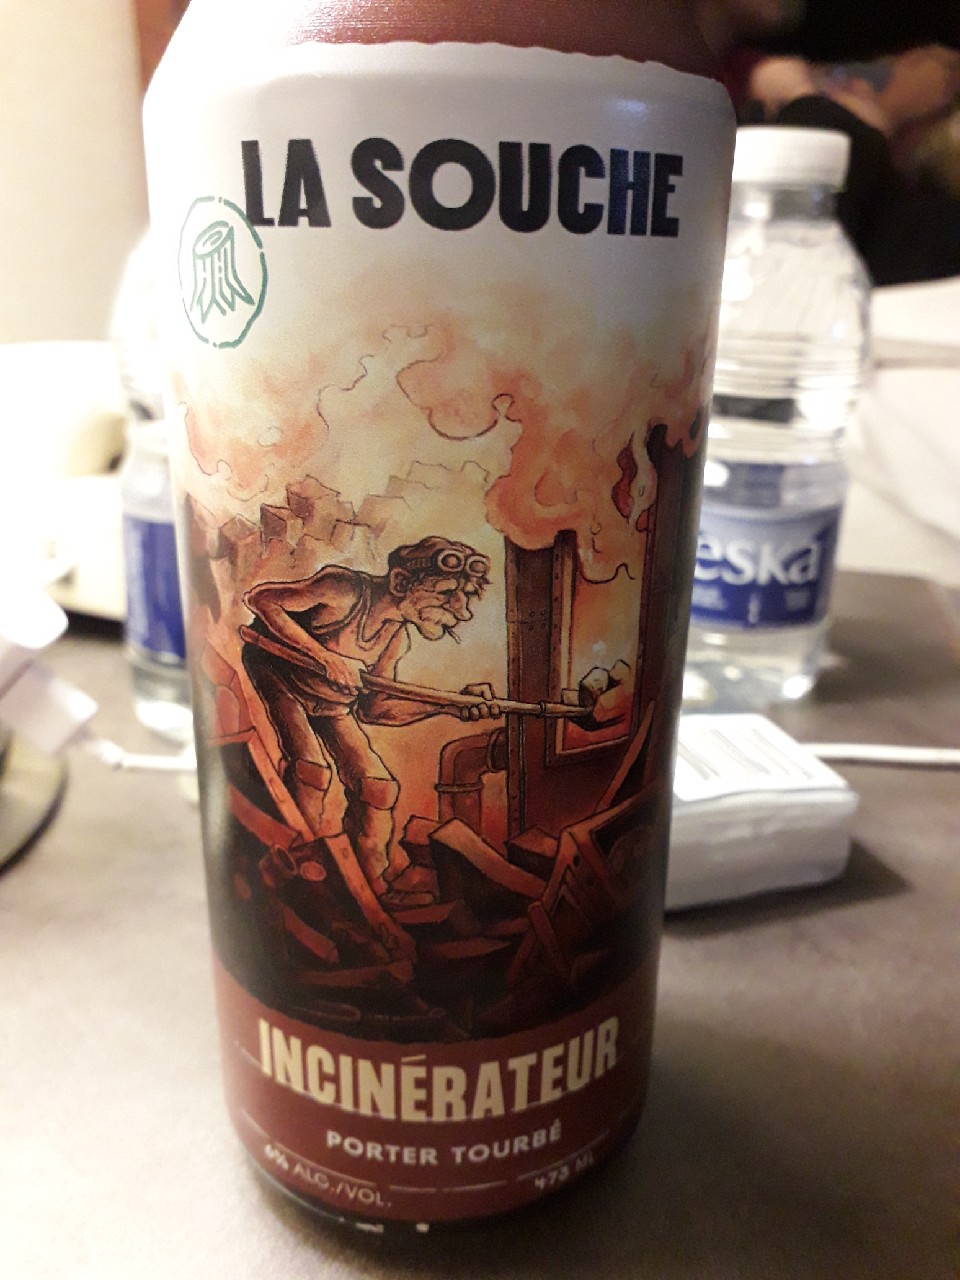 LA SOUCHE
eska
INCINÉRATEUR
PORTER TOURBÉ
6% ALC./VOL.
473 ML